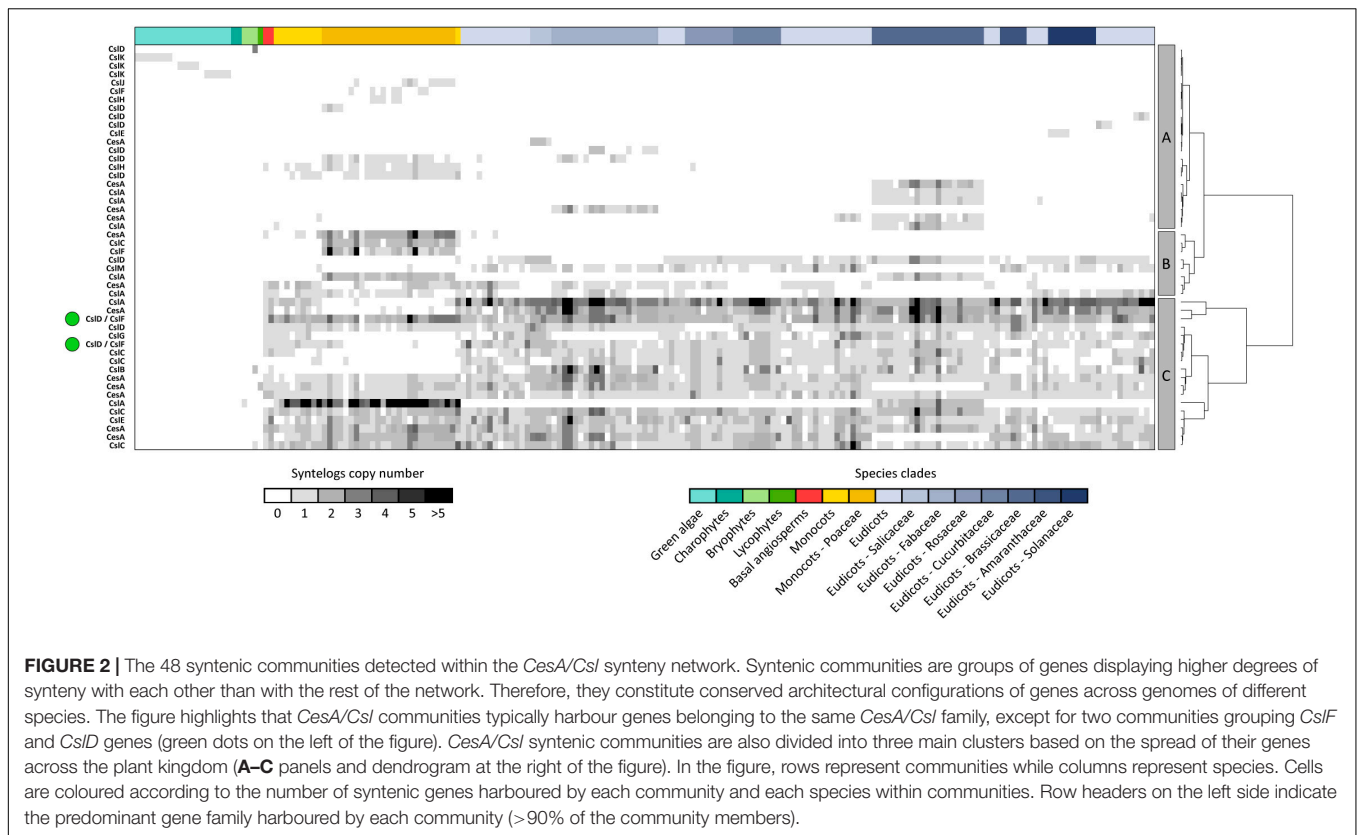 CslD
CslK
CslK
CslK
CslJ
CslF
CslH
CslD
CslD
CslD
CslE
CesA
CslD
CslD
CslH
CslD
CesA
CslA
CslA
CesA
CesA
CslA
CesA
CslC
CslF
CslD
CslM
CslA
CesA
CslA
CslA
CesA
CslD / CslF
CslD
CslG
CslD / CslF
CslC
CslC
CslB
CesA
CesA
CesA
CslA
CslC
CslE
CesA
CesA
CslC
A
B
C
Syntelogs copy number
0 1 2 3 4 5 >5
Species clades
Green algae
Charophytes
Bryophytes
Lycophytes
Basal angiosperms
Monocots
Monocots - Poaceae
Eudicots
Eudicots - Salicaceae
Eudicots - Fabaceae
Eudicots - Rosaceae
Eudicots - Cucurbitaceae
Eudicots - Brassicaceae
Eudicots - Amaranthaceae
Eudicots - Solanaceae
FIGURE 2 | The 48 syntenic communities detected within the CesA/Csl synteny network. Syntenic communities are groups of genes displaying higher degrees of
synteny with each other than with the rest of the network. Therefore, they constitute conserved architectural configurations of genes across genomes of different
species. The figure highlights that CesA/Csl communities typically harbour genes belonging to the same CesA/Csl family, except for two communities grouping CslF
and CslD genes (green dots on the left of the figure). CesA/Csl syntenic communities are also divided into three main clusters based on the spread of their genes
across the plant kingdom (A–C panels and dendrogram at the right of the figure). In the figure, rows represent communities while columns represent species. Cells
are coloured according to the number of syntenic genes harboured by each community and each species within communities. Row headers on the left side indicate
the predominant gene family harboured by each community (>90% of the community members).